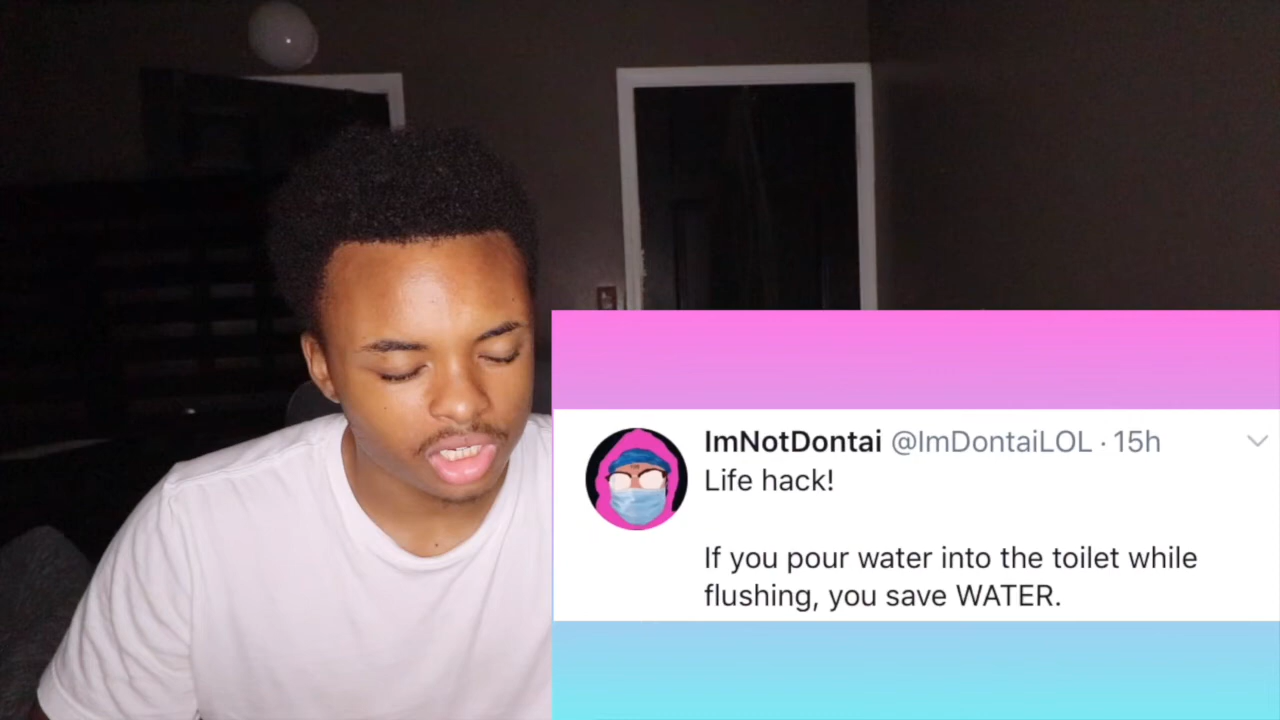 ImNotDontai @ImDontaiLOL · 15h
Life hack!
If you pour water into the toilet while
flushing, you save WATER.